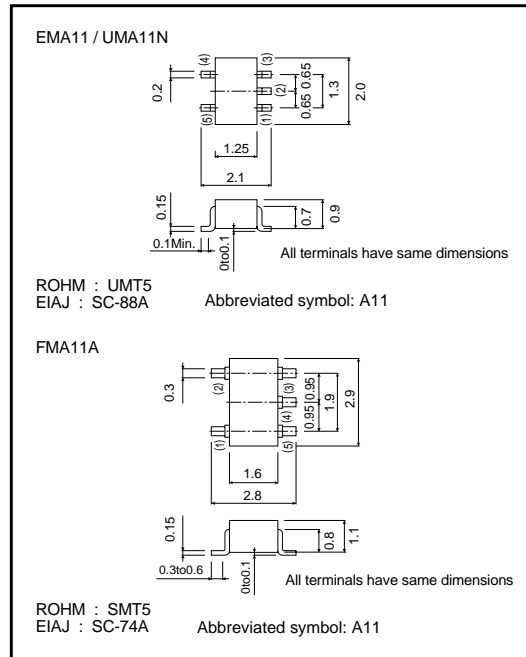 EMA11 / UMA11N
(4)
(3)
0.2
(2)
0.65
0.65
1.3
2.0
(5)
(1)
1.25
2.1
0.15
0.7
0.9
0.1Min.
0to0.1
All terminals have same dimensions
ROHM : UMT5
EIAJ : SC-88A
Abbreviated symbol: A11
FMA11A
0.3
(2)
(3)
0.95
0.95
1.9
2.9
(4)
(1)
(5)
1.6
2.8
0.15
0.8
1.1
0.3to0.6
0to0.1
All terminals have same dimensions
ROHM : SMT5
EIAJ : SC-74A
Abbreviated symbol: A11